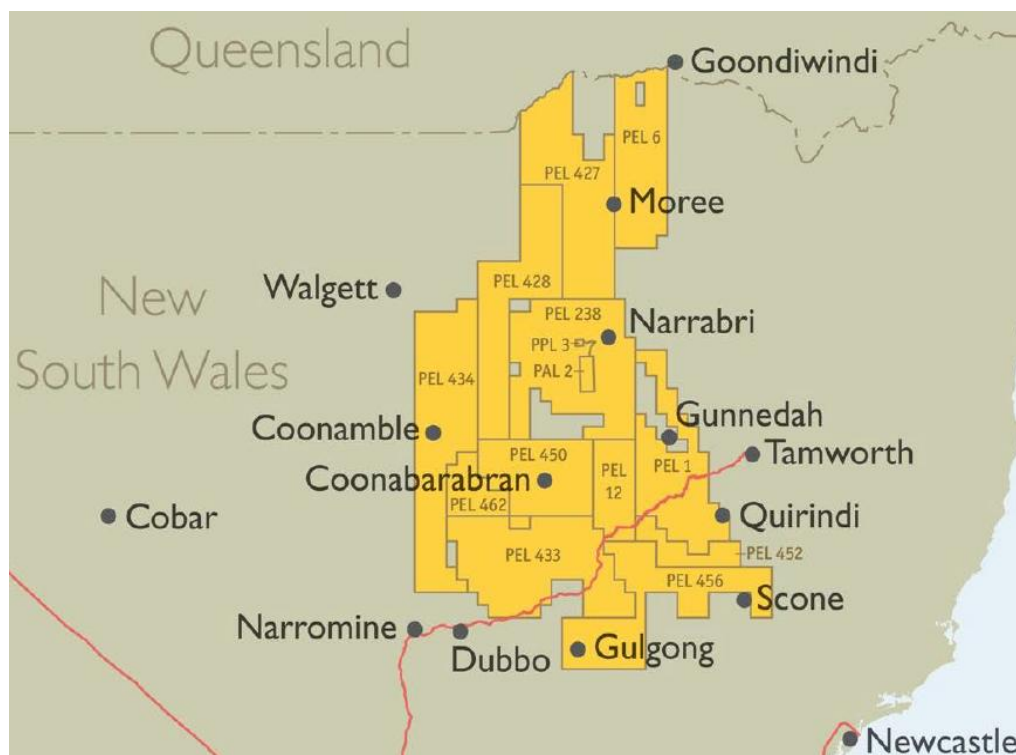 Queensland
Goondiwindi
PEL 6
PEL 427
Moree
Walgett
PEL 428
New
South Wales
PEL 238
Narrabri
PPL 3
PAL 2
PEL 434
Gunnedah
Coonamble
PEL 450
PEL 1
Tamworth
Coonabarabran
PEL
12
PEL 462
Cobar
Quirindi
PEL 433
PEL 452
PEL 456
Scone
Narromine
Dubbo
Gulgong
Newcastle